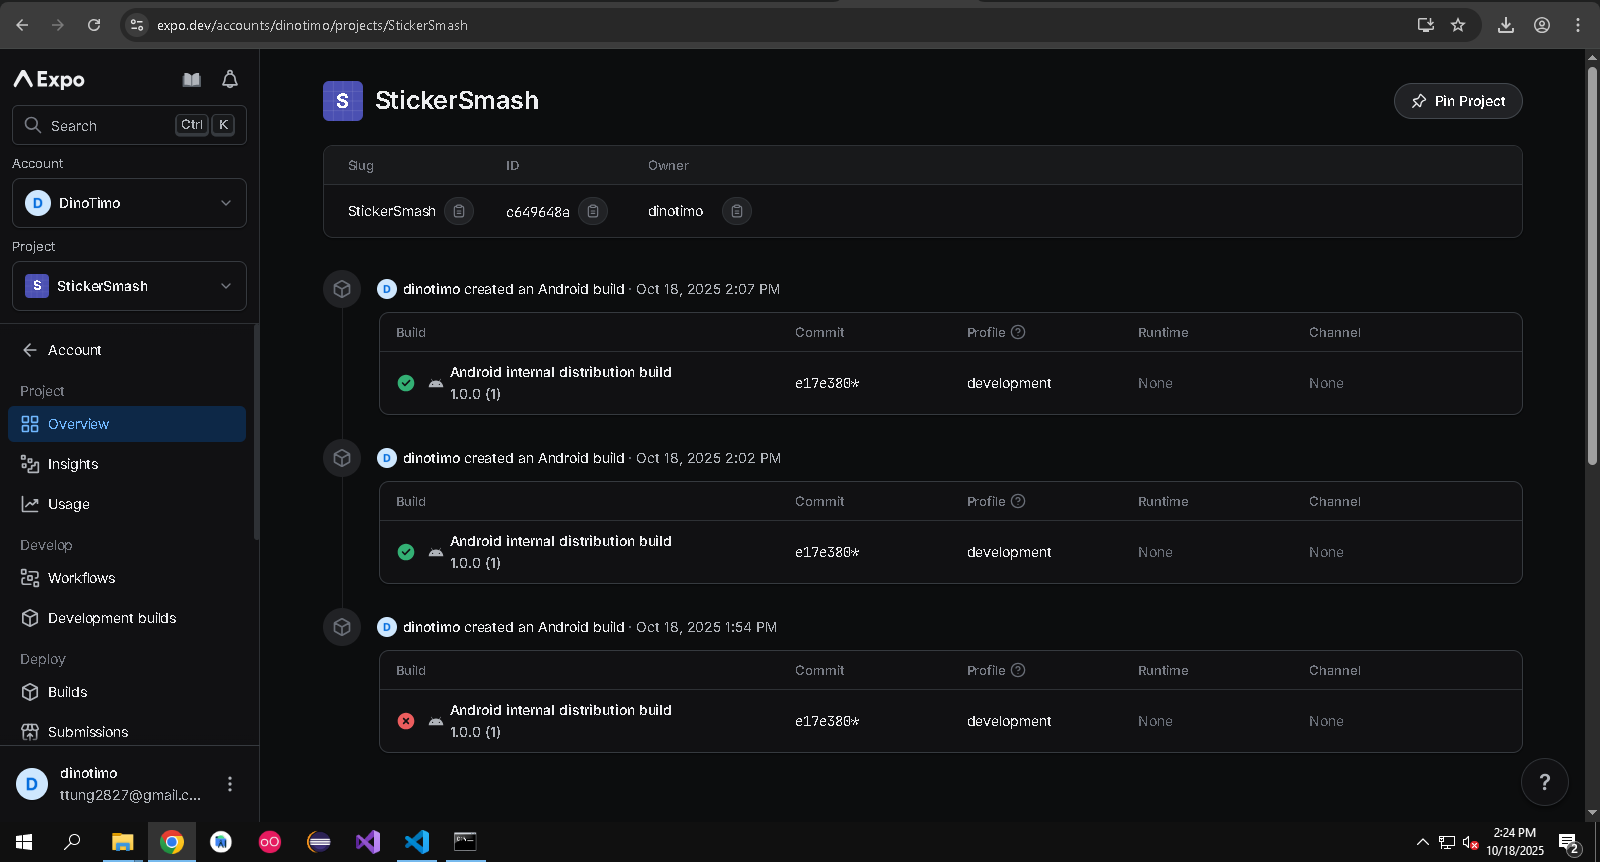 expo.dev/accounts/dinotimo/projects/StickerSmash
Expo
Search Ctrl K
Account
D DinoTimo
Project
S StickerSmash
Account
Project
Overview
Insights
Usage
Develop
Workflows
Development builds
Deploy
Builds
Submissions
D dinotimo
ttung2827@gmail.c...
S StickerSmash
Pin Project
Slug ID Owner
StickerSmash c649648a dinotimo
D dinotimo created an Android build · Oct 18, 2025 2:07 PM
Build Commit Profile ? Runtime Channel
Android internal distribution build
1.0.0 (1)
e17e380* development None None
D dinotimo created an Android build · Oct 18, 2025 2:02 PM
Build Commit Profile ? Runtime Channel
Android internal distribution build
1.0.0 (1)
e17e380* development None None
D dinotimo created an Android build · Oct 18, 2025 1:54 PM
Build Commit Profile ? Runtime Channel
Android internal distribution build
1.0.0 (1)
e17e380* development None None
?
2:24 PM
10/18/2025
2